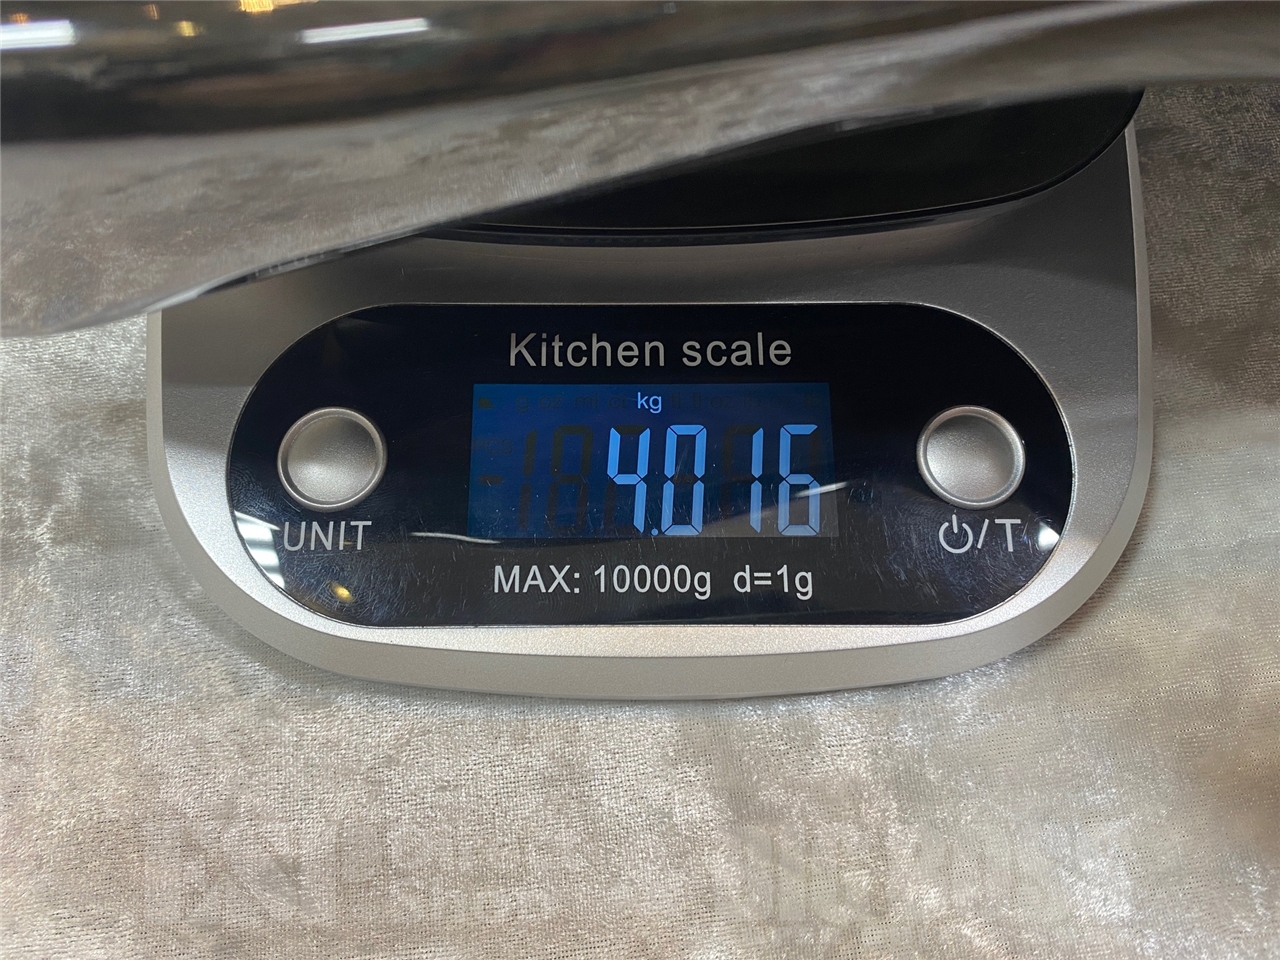 Kitchen scale
kg
4.016
UNIT
/T
MAX: 10000g d=1g